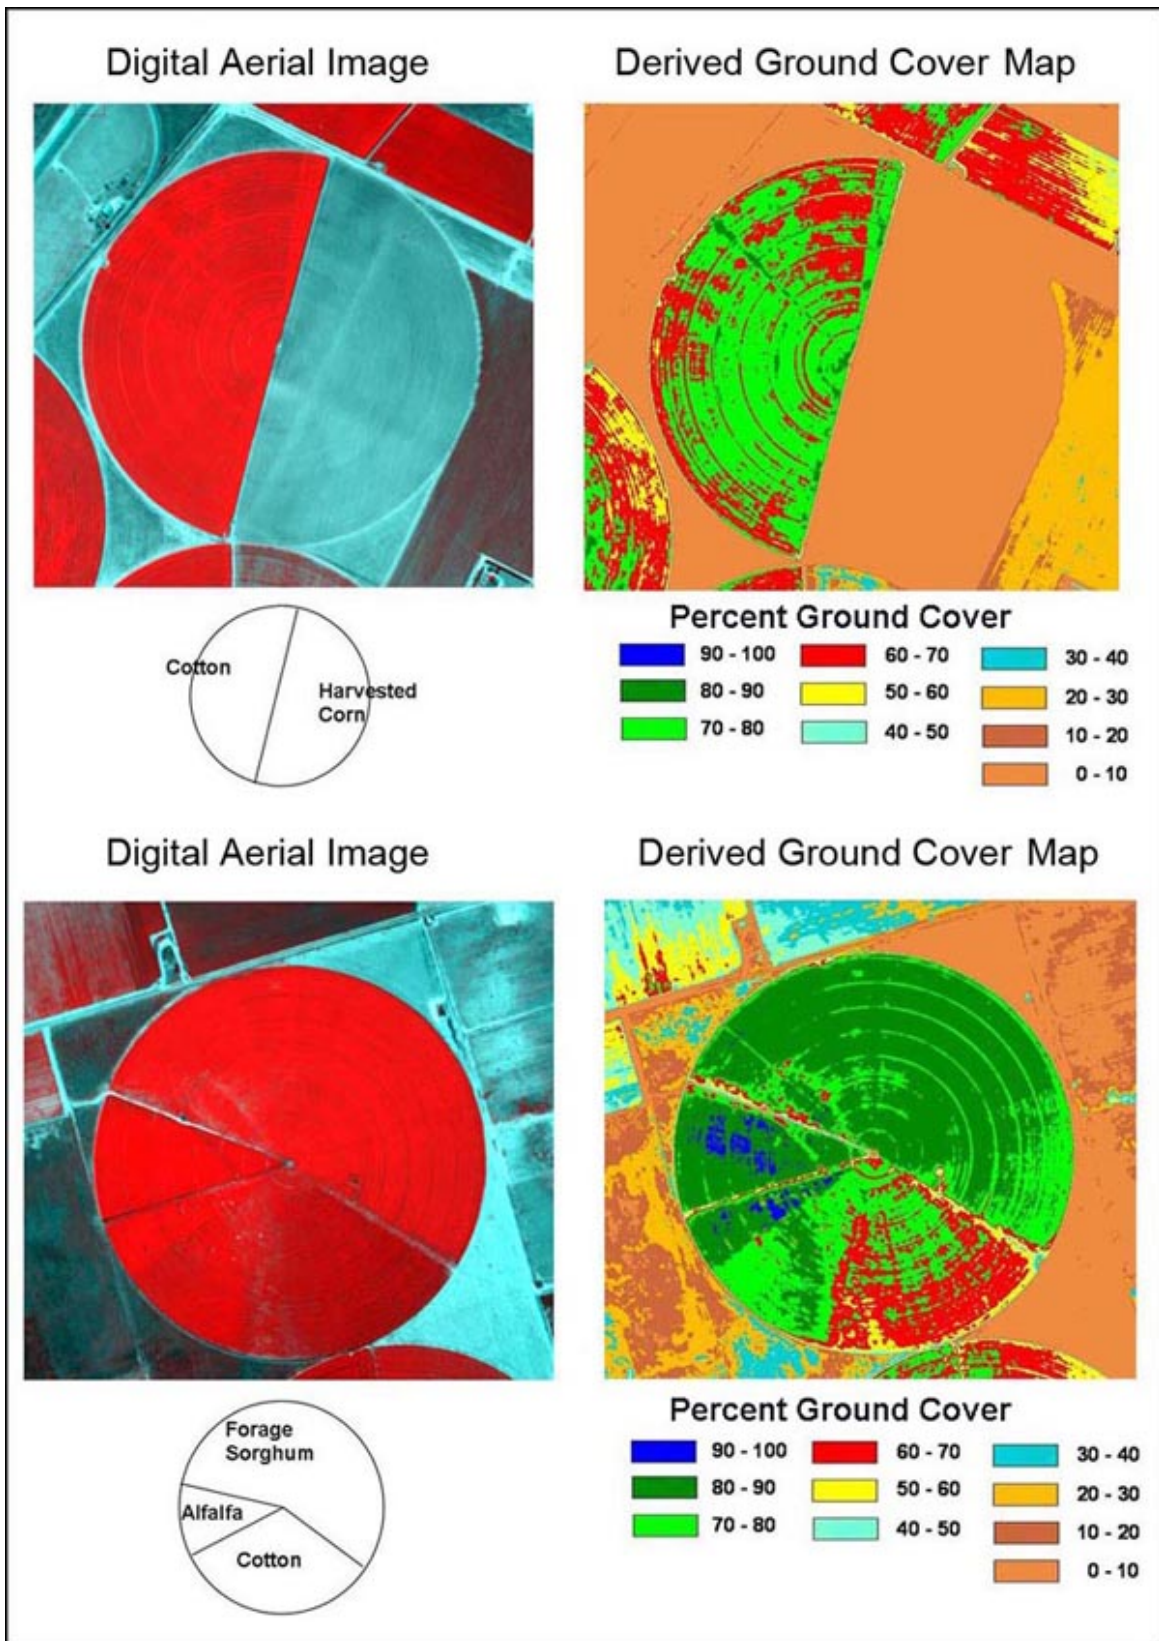 Digital Aerial Image
Derived Ground Cover Map
Cotton
Harvested
Corn
Percent Ground Cover
90 - 100
60 - 70
30 - 40
80 - 90
50 - 60
20 - 30
70 - 80
40 - 50
10 - 20
0 - 10
Digital Aerial Image
Derived Ground Cover Map
Forage
Sorghum
Alfalfa
Cotton
Percent Ground Cover
90 - 100
60 - 70
30 - 40
80 - 90
50 - 60
20 - 30
70 - 80
40 - 50
10 - 20
0 - 10